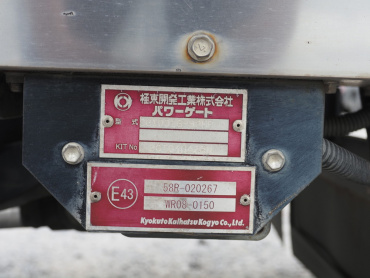 極東開発工業株式会社
パワーゲート
型式
KIT No
E43
58R-020267
WR08-0150
Kyokuto Kaihatsu Kogyo Co., Ltd.